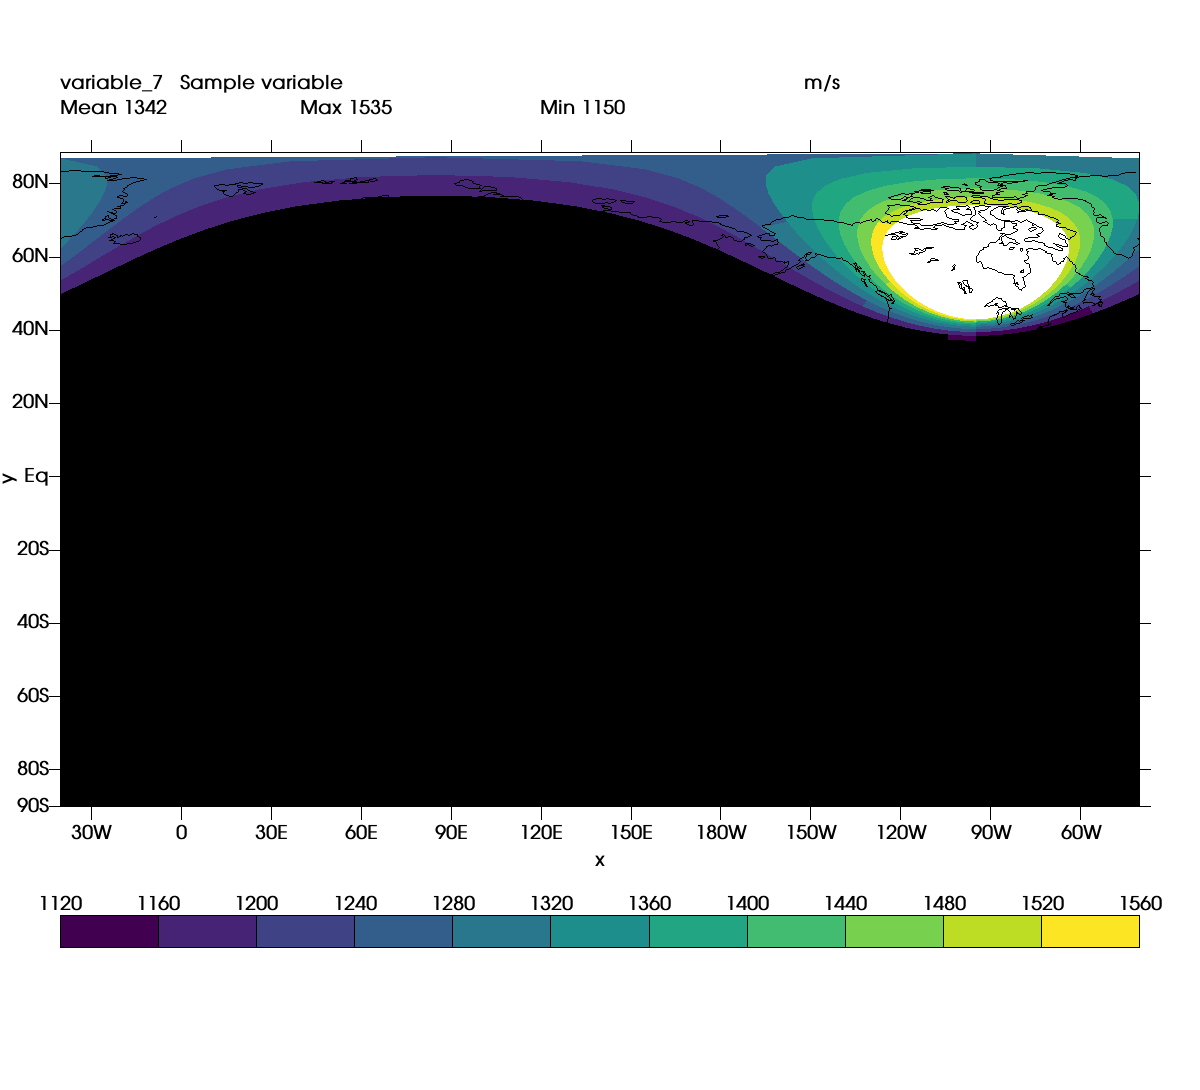 variable_7 Sample variable m/s
Mean 1342 Max 1535 Min 1150
80N
60N
40N
20N
Eq
y
20S
40S
60S
80S
90S
30W 0 30E 60E 90E 120E 150E 180W 150W 120W 90W 60W
x
1120 1160 1200 1240 1280 1320 1360 1400 1440 1480 1520 1560